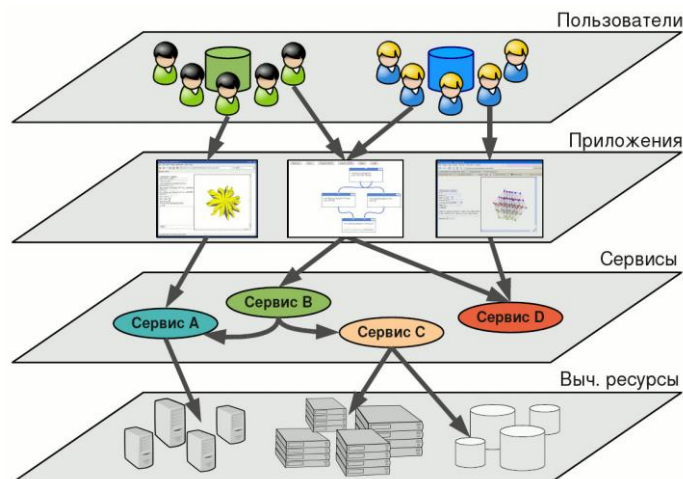 Пользователи
Приложения
Сервисы
Сервис A
Сервис B
Сервис C
Сервис D
Выч. ресурсы